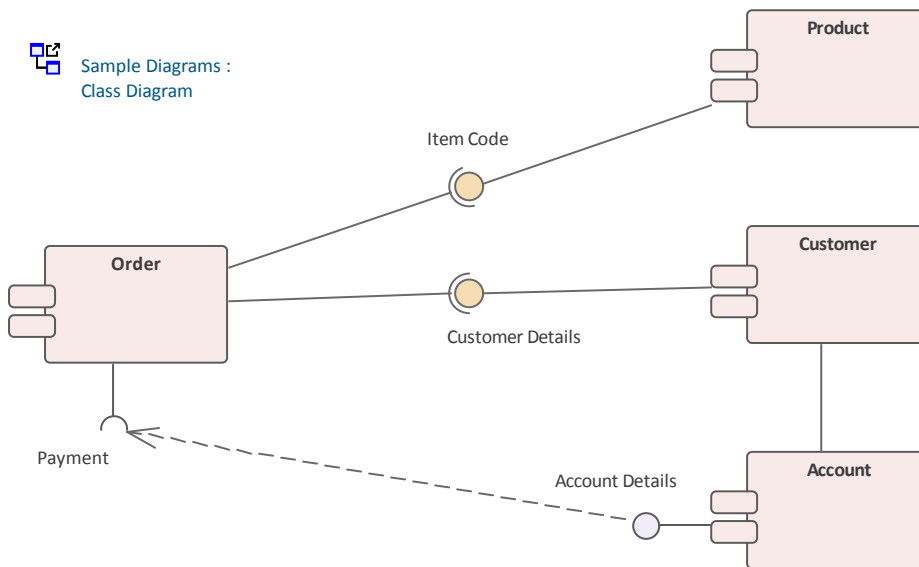 Product
Sample Diagrams :
Class Diagram
Item Code
Customer
Order
Customer Details
Payment
Account
Account Details